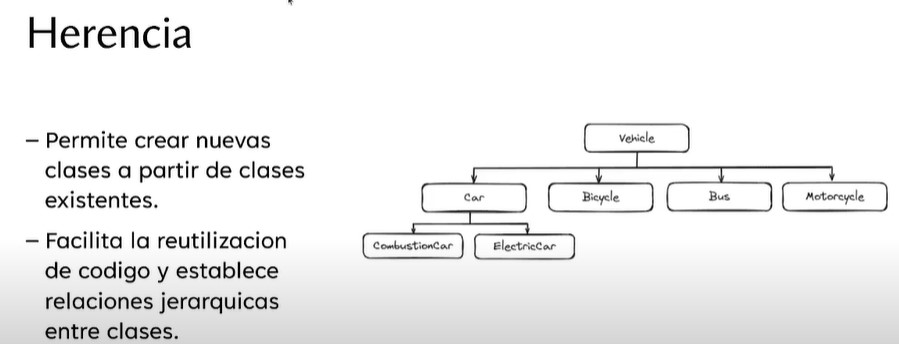 Herencia
– Permite crear nuevas
clases a partir de clases
existentes.
– Facilita la reutilizacion
de codigo y establece
relaciones jerarquicas
entre clases.
Vehicle
Car
Bicycle
Bus
Motorcycle
CombustionCar
ElectricCar